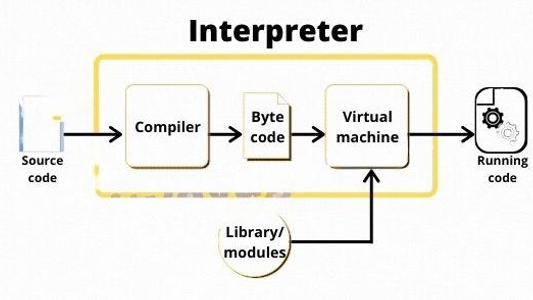 Interpreter
Source
code
Compiler
Byte
code
Virtual
machine
Running
code
Library/
modules